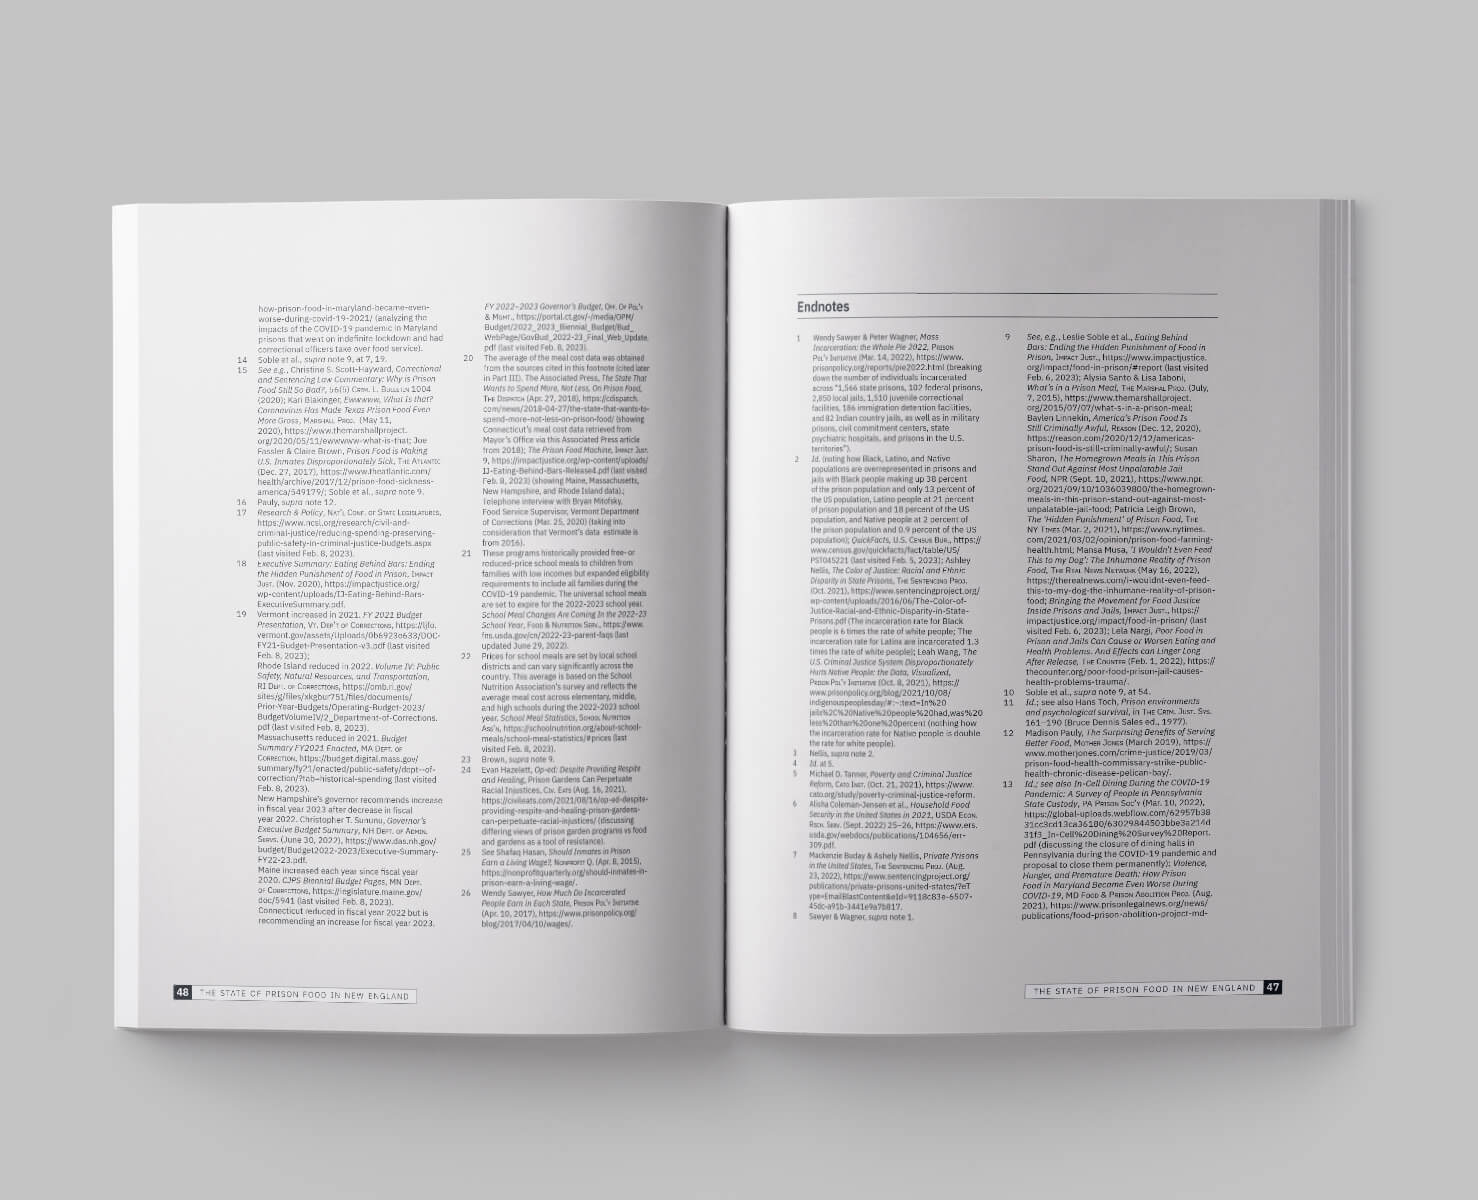 how-prison-food-in-maryland-became-even-
worse-during-covid-19-2021/ (analyzing the
impacts of the COVID-19 pandemic in Maryland
prisons that went on indefinite lockdown and had
correctional officers take over food service).
14 Soble et al., supra note 9, at 7, 19.
15 See e.g., Christine S. Scott-Hayward, Correctional
and Sentencing Law Commentary: Why is Prison
Food Still So Bad?, 56(5) CRIM. L. BULLETIN 1004
(2020); Keri Blakinger, Ewwwww, What Is That?
Coronavirus Has Made Texas Prison Food Even
More Gross, MARSHALL PROJ. (May 11,
2020), https://www.themarshallproject.
org/2020/05/11/ewwwww-what-is-that; Joe
Fassler & Claire Brown, Prison Food is Making
U.S. Inmates Disproportionately Sick, THE ATLANTIC
(Dec. 27, 2017), https://www.theatlantic.com/
health/archive/2017/12/prison-food-sickness-
america/549179/; Soble et al., supra note 9.
16 Pauly, supra note 12.
17 Research & Policy, NAT'L CONF. OF STATE LEGISLATURES,
https://www.ncsl.org/research/civil-and-
criminal-justice/reducing-spending-preserving-
public-safety-in-criminal-justice-budgets.aspx
(last visited Feb. 8, 2023).
18 Executive Summary: Eating Behind Bars: Ending
the Hidden Punishment of Food in Prison, IMPACT
JUST. (Nov. 2020), https://impactjustice.org/
wp-content/uploads/IJ-Eating-Behind-Bars-
ExecutiveSummary.pdf.
19 Vermont increased in 2021. FY 2021 Budget
Presentation, VT. DEP'T OF CORRECTIONS, https://ljfo.
vermont.gov/assets/Uploads/0b6923e633/DOC-
FY21-Budget-Presentation-v3.pdf (last visited
Feb. 8, 2023);
Rhode Island reduced in 2022. Volume IV: Public
Safety, Natural Resources, and Transportation,
RI DEPT. OF CORRECTIONS, https://omb.ri.gov/
sites/g/files/xkgbur751/files/documents/
Prior-Year-Budgets/Operating-Budget-2023/
BudgetVolumeIV/2_Department-of-Corrections.
pdf (last visited Feb. 8, 2023).
Massachusetts reduced in 2021. Budget
Summary FY2021 Enacted, MA DEPT. OF
CORRECTION, https://budget.digital.mass.gov/
summary/fy21/enacted/public-safety/dopt--of-
correction/?tab=historical-spending (last visited
Feb. 8, 2023).
New Hampshire's governor recommends increase
in fiscal year 2023 after decrease in fiscal
year 2022. Christopher T. Sununu, Governor's
Executive Budget Summary, NH DEPT. OF ADMIN.
SERVS. (June 30, 2022), https://www.das.nh.gov/
budget/Budget2022-2023/Executive-Summary-
FY22-23.pdf.
Maine increased each year since fiscal year
2020. CJPS Biennial Budget Pages, MN DEPT.
OF CORRECTIONS, https://legislature.maine.gov/
doc/5941 (last visited Feb. 8, 2023).
Connecticut reduced in fiscal year 2022 but is
recommending an increase for fiscal year 2023.
FY 2022–2023 Governor's Budget, OFF. OF POL'Y
& MGMT., https://portal.ct.gov/-/media/OPM/
Budget/2022_2023_Biennial_Budget/Bud_
WebPage/GovBud_2022-23_Final_Web_Update.
pdf (last visited Feb. 8, 2023).
20 The average of the meal cost data was obtained
from the sources cited in this footnote (cited later
in Part III). The Associated Press, The State That
Wants to Spend More, Not Less, On Prison Food,
THE DISPATCH (Apr. 27, 2018), https://cdispatch.
com/news/2018-04-27/the-state-that-wants-to-
spend-more-not-less-on-prison-food/ (showing
Connecticut's meal cost data retrieved from
Mayor's Office via this Associated Press article
from 2018); The Prison Food Machine, IMPACT JUST.
9, https://impactjustice.org/wp-content/uploads/
IJ-Eating-Behind-Bars-Release4.pdf (last visited
Feb. 8, 2023) (showing Maine, Massachusetts,
New Hampshire, and Rhode Island data).;
Telephone interview with Bryan Mitofsky,
Food Service Supervisor, Vermont Department
of Corrections (Mar. 25, 2020) (taking into
consideration that Vermont's data estimate is
from 2016).
21 These programs historically provided free- or
reduced-price school meals to children from
families with low incomes but expanded eligibility
requirements to include all families during the
COVID-19 pandemic. The universal school meals
are set to expire for the 2022-2023 school year.
School Meal Changes Are Coming In the 2022-23
School Year, FOOD & NUTRITION SERV., https://www.
fns.usda.gov/cn/2022-23-parent-faqs (last
updated June 29, 2022).
22 Prices for school meals are set by local school
districts and can vary significantly across the
country. This average is based on the School
Nutrition Association's survey and reflects the
average meal cost across elementary, middle,
and high schools during the 2022-2023 school
year. School Meal Statistics, SCHOOL NUTRITION
ASS'N, https://schoolnutrition.org/about-school-
meals/school-meal-statistics/#prices (last
visited Feb. 8, 2023).
23 Brown, supra note 9.
24 Evan Hazelett, Op-ed: Despite Providing Respite
and Healing, Prison Gardens Can Perpetuate
Racial Injustices, CIV. EATS (Aug. 16, 2021),
https://civileats.com/2021/08/16/op-ed-despite-
providing-respite-and-healing-prison-gardens-
can-perpetuate-racial-injustices/ (discussing
differing views of prison garden programs vs food
and gardens as a tool of resistance).
25 See Shafaq Hasan, Should Inmates in Prison
Earn a Living Wage?, NONPROFIT Q. (Apr. 8, 2015),
https://nonprofitquarterly.org/should-inmates-in-
prison-earn-a-living-wage/.
26 Wendy Sawyer, How Much Do Incarcerated
People Earn in Each State, PRISON POL'Y INITIATIVE
(Apr. 10, 2017), https://www.prisonpolicy.org/
blog/2017/04/10/wages/.
48 THE STATE OF PRISON FOOD IN NEW ENGLAND
Endnotes
1 Wendy Sawyer & Peter Wagner, Mass
Incarceration: the Whole Pie 2022, PRISON
POL'Y INITIATIVE (Mar. 14, 2022), https://www.
prisonpolicy.org/reports/pie2022.html (breaking
down the number of individuals incarcerated
across "1,566 state prisons, 102 federal prisons,
2,850 local jails, 1,510 juvenile correctional
facilities, 186 immigration detention facilities,
and 82 Indian country jails, as well as in military
prisons, civil commitment centers, state
psychiatric hospitals, and prisons in the U.S.
territories").
2 Id. (noting how Black, Latino, and Native
populations are overrepresented in prisons and
jails with Black people making up 38 percent
of the prison population and only 13 percent of
the US population, Latino people at 21 percent
of prison population and 18 percent of the US
population, and Native people at 2 percent of
the prison population and 0.9 percent of the US
population); QuickFacts, U.S. CENSUS BUR., https://
www.census.gov/quickfacts/fact/table/US/
PST045221 (last visited Feb. 5, 2023); Ashley
Nellis, The Color of Justice: Racial and Ethnic
Disparity in State Prisons, THE SENTENCING PROJ.
(Oct. 2021), https://www.sentencingproject.org/
wp-content/uploads/2016/06/The-Color-of-
Justice-Racial-and-Ethnic-Disparity-in-State-
Prisons.pdf (The incarceration rate for Black
people is 6 times the rate of white people; The
incarceration rate for Latinx are incarcerated 1.3
times the rate of white people); Leah Wang, The
U.S. Criminal Justice System Disproportionately
Hurts Native People: the Data, Visualized,
PRISON POL'Y INITIATIVE (Oct. 8, 2021), https://
www.prisonpolicy.org/blog/2021/10/08/
indigenouspeoplesday/#:~:text=In%20
jails%2C%20Native%20people%20had,was%20
less%20than%20one%20percent (nothing how
the incarceration rate for Native people is double
the rate for white people).
3 Nellis, supra note 2.
4 Id. at 5.
5 Michael D. Tanner, Poverty and Criminal Justice
Reform, CATO INST. (Oct. 21, 2021), https://www.
cato.org/study/poverty-criminal-justice-reform.
6 Alisha Coleman-Jensen et al., Household Food
Security in the United States in 2021, USDA ECON.
RSCH. SERV. (Sept. 2022) 25–26, https://www.ers.
usda.gov/webdocs/publications/104656/err-
309.pdf.
7 Mackenzie Buday & Ashely Nellis, Private Prisons
in the United States, THE SENTENCING PROJ. (Aug.
23, 2022), https://www.sentencingproject.org/
publications/private-prisons-united-states/?eT
ype=EmailBlastContent&eId=9118c83e-6507-
45dc-a91b-3441e9a7b817.
8 Sawyer & Wagner, supra note 1.
9 See, e.g., Leslie Soble et al., Eating Behind
Bars: Ending the Hidden Punishment of Food in
Prison, IMPACT JUST., https://www.impactjustice.
org/impact/food-in-prison/#report (last visited
Feb. 6, 2023); Alysia Santo & Lisa Iaboni,
What's in a Prison Meal, THE MARSHAL PROJ. (July,
7, 2015), https://www.themarshallproject.
org/2015/07/07/what-s-in-a-prison-meal;
Baylen Linnekin, America's Prison Food Is
Still Criminally Awful, REASON (Dec. 12, 2020),
https://reason.com/2020/12/12/americas-
prison-food-is-still-criminally-awful/; Susan
Sharon, The Homegrown Meals in This Prison
Stand Out Against Most Unpalatable Jail
Food, NPR (Sept. 10, 2021), https://www.npr.
org/2021/09/10/1036039800/the-homegrown-
meals-in-this-prison-stand-out-against-most-
unpalatable-jail-food; Patricia Leigh Brown,
The 'Hidden Punishment' of Prison Food, THE
NY TIMES (Mar. 2, 2021), https://www.nytimes.
com/2021/03/02/opinion/prison-food-farming-
health.html; Mansa Musa, 'I Wouldn't Even Feed
This to my Dog': The Inhumane Reality of Prison
Food, THE REAL NEWS NETWORK (May 16, 2022),
https://therealnews.com/i-wouldnt-even-feed-
this-to-my-dog-the-inhumane-reality-of-prison-
food; Bringing the Movement for Food Justice
Inside Prisons and Jails, IMPACT JUST., https://
impactjustice.org/impact/food-in-prison/ (last
visited Feb. 6, 2023); Lela Nargi, Poor Food in
Prison and Jails Can Cause or Worsen Eating and
Health Problems. And Effects can Linger Long
After Release, THE COUNTER (Feb. 1, 2022), https://
thecounter.org/poor-food-prison-jail-causes-
health-problems-trauma/.
10 Soble et al., supra note 9, at 54.
11 Id.; see also Hans Toch, Prison environments
and psychological survival, in THE CRIM. JUST. SYS.
161–190 (Bruce Dennis Sales ed., 1977).
12 Madison Pauly, The Surprising Benefits of Serving
Better Food, MOTHER JONES (March 2019), https://
www.motherjones.com/crime-justice/2019/03/
prison-food-health-commissary-strike-public-
health-chronic-disease-pelican-bay/.
13 Id.; see also In-Cell Dining During the COVID-19
Pandemic: A Survey of People in Pennsylvania
State Custody, PA PRISON SOC'Y (Mar. 10, 2022),
https://global-uploads.webflow.com/62957b38
31cc3cd13ca36180/63029844503bbe3a214d
31f3_In-Cell%20Dining%20Survey%20Report.
pdf (discussing the closure of dining halls in
Pennsylvania during the COVID-19 pandemic and
proposal to close them permanently); Violence,
Hunger, and Premature Death: How Prison
Food in Maryland Became Even Worse During
COVID-19, MD FOOD & PRISON ABOLITION PROJ. (Aug.
2021), https://www.prisonlegalnews.org/news/
publications/food-prison-abolition-project-md-
THE STATE OF PRISON FOOD IN NEW ENGLAND 47